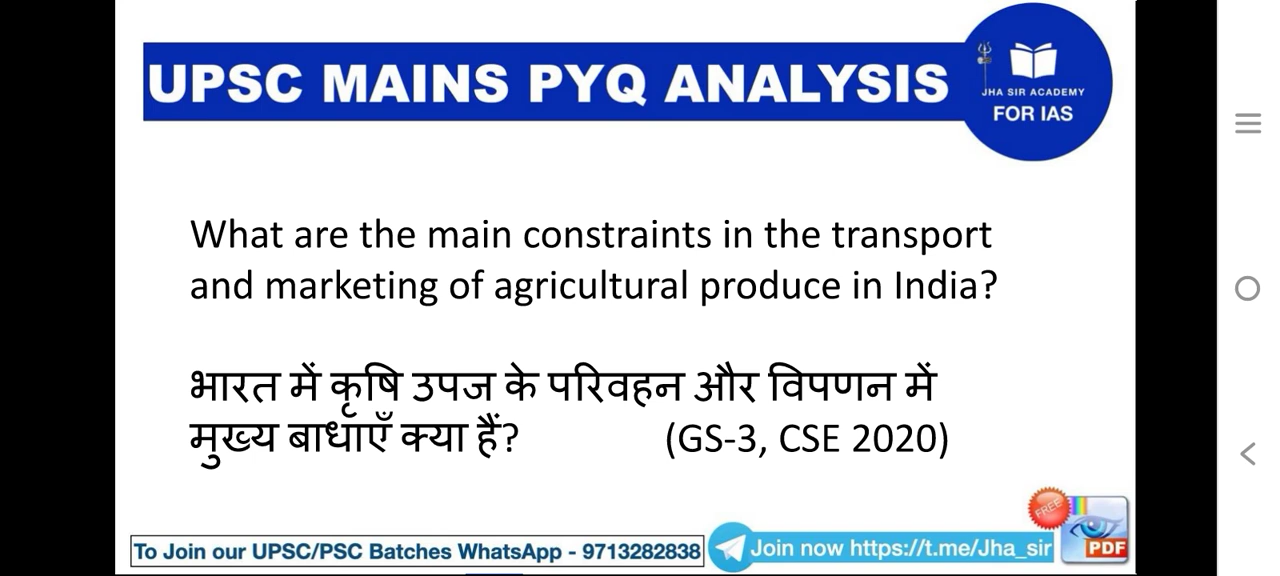 UPSC MAINS PYQ ANALYSIS
JHA SIR ACADEMY
FOR IAS
What are the main constraints in the transport
and marketing of agricultural produce in India?
भारत में कृषि उपज के परिवहन और विपणन में
मुख्य बाधाएँ क्या हैं? (GS-3, CSE 2020)
To Join our UPSC/PSC Batches WhatsApp - 9713282838
Join now https://t.me/Jha_sir
FREE
PDF